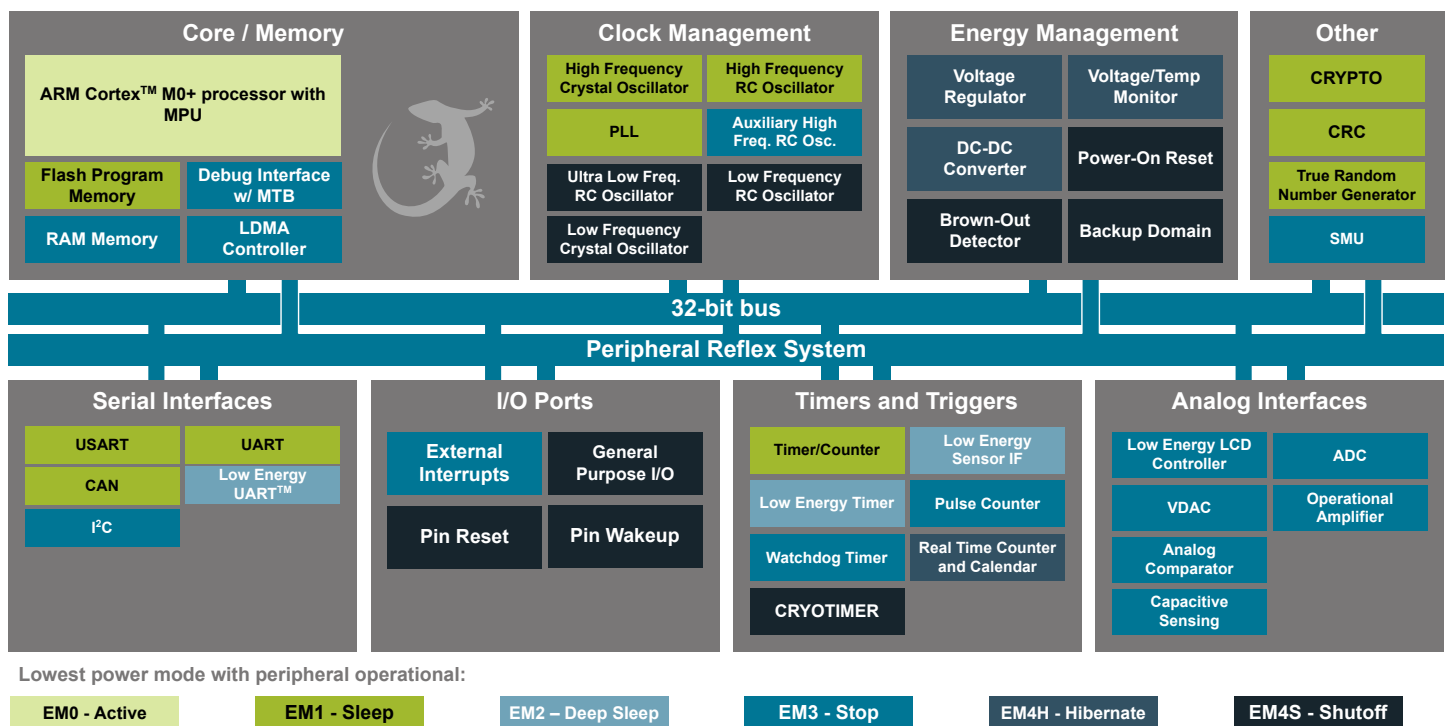 Core / Memory
ARM Cortex™ M0+ processor with
MPU
Flash Program
Memory
Debug Interface
w/ MTB
RAM Memory
LDMA
Controller
Clock Management
High Frequency
Crystal Oscillator
High Frequency
RC Oscillator
PLL
Auxiliary High
Freq. RC Osc.
Ultra Low Freq.
RC Oscillator
Low Frequency
RC Oscillator
Low Frequency
Crystal Oscillator
Energy Management
Voltage
Regulator
Voltage/Temp
Monitor
DC-DC
Converter
Power-On Reset
Brown-Out
Detector
Backup Domain
Other
CRYPTO
CRC
True Random
Number Generator
SMU
32-bit bus
Peripheral Reflex System
Serial Interfaces
USART
UART
CAN
Low Energy
UART™
I²C
I/O Ports
External
Interrupts
General
Purpose I/O
Pin Reset
Pin Wakeup
Timers and Triggers
Timer/Counter
Low Energy
Sensor IF
Low Energy Timer
Pulse Counter
Watchdog Timer
Real Time Counter
and Calendar
CRYOTIMER
Analog Interfaces
Low Energy LCD
Controller
ADC
VDAC
Operational
Amplifier
Analog
Comparator
Capacitive
Sensing
Lowest power mode with peripheral operational:
EM0 - Active
EM1 - Sleep
EM2 – Deep Sleep
EM3 - Stop
EM4H - Hibernate
EM4S - Shutoff